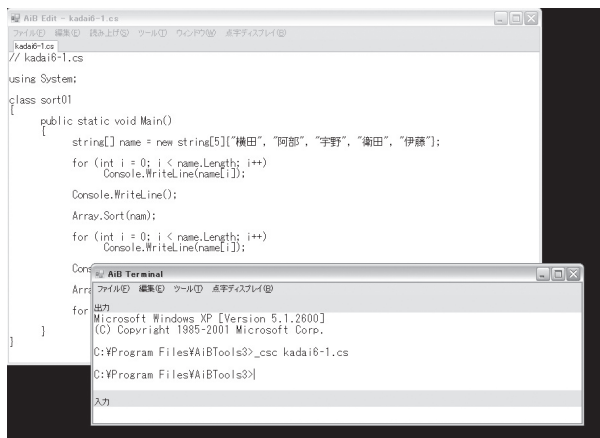 AiB Edit - kadai6-1.cs
ファイル(F) 編集(E) 読み上げ(S) ツール(T) ウィンドウ(W) 点字ディスプレイ(B)
kadai6-1.cs
// kadai6-1.cs
using System;
class sort01
{
public static void Main()
{
string[] name = new string[5]{"横田", "阿部", "宇野", "衛田", "伊藤"};
for (int i = 0; i < name.Length; i++)
Console.WriteLine(name[i]);
Console.WriteLine();
Array.Sort(nam);
for (int i = 0; i < name.Length; i++)
Console.WriteLine(name[i]);
Cons
Arra
for
}
}
AiB Terminal
ファイル(F) 編集(E) ツール(T) 点字ディスプレイ(B)
出力
Microsoft Windows XP [Version 5.1.2600]
(C) Copyright 1985-2001 Microsoft Corp.
C:¥Program Files¥AiBTools3>_csc kadai6-1.cs
C:¥Program Files¥AiBTools3>
入力